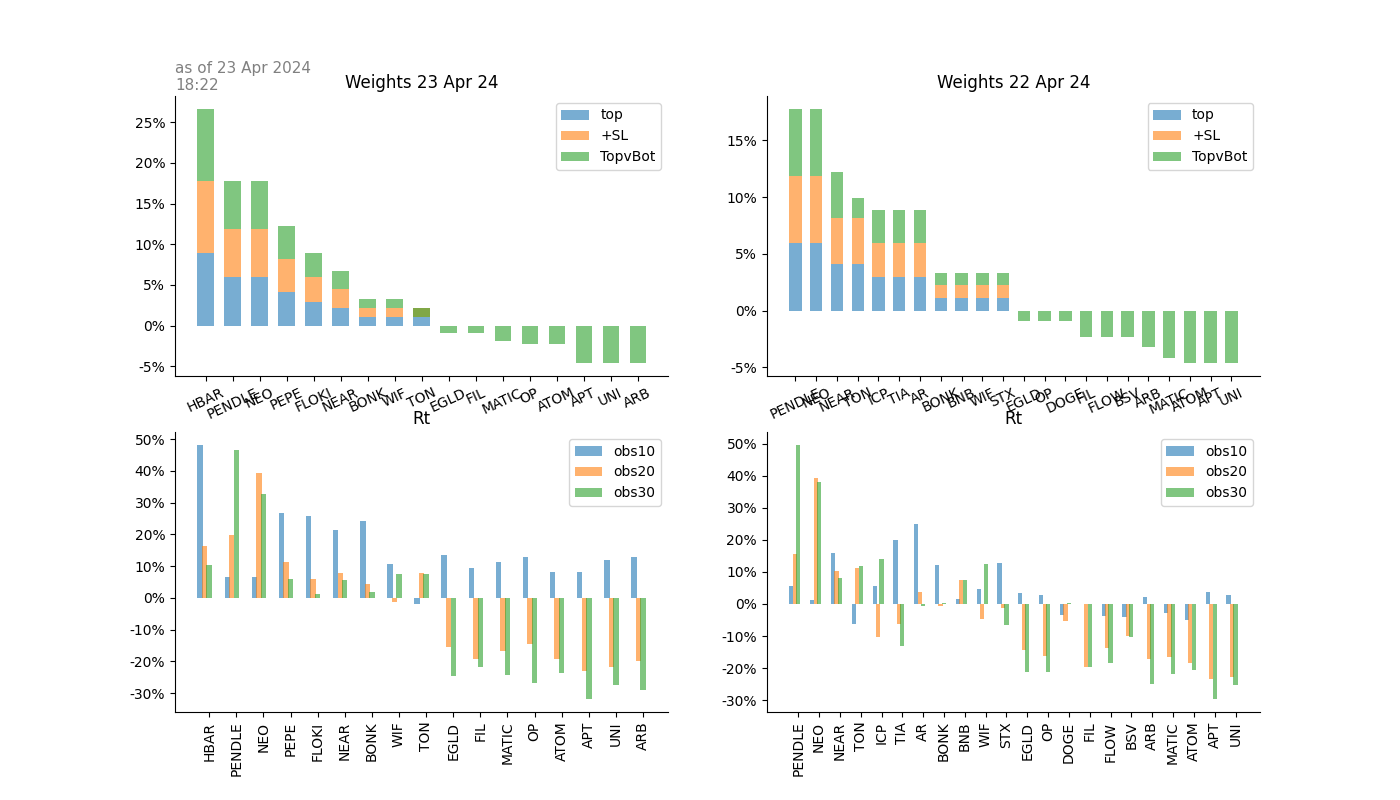 as of 23 Apr 2024
18:22
Weights 23 Apr 24
25%
20%
15%
10%
5%
0%
-5%
top
+SL
TopvBot
HBAR PENDLE NEO PEPE FLOKI NEAR BONK WIF TON EGLD FIL MATIC OP ATOM APT UNI ARB
Weights 22 Apr 24
15%
10%
5%
0%
-5%
top
+SL
TopvBot
PENDLE NEO NEAR TON ICP TIA AR BONK BNB WIF STX EGLD OP DOGE FIL FLOW BSV ARB MATIC ATOM APT UNI
Rt
50%
40%
30%
20%
10%
0%
-10%
-20%
-30%
obs10
obs20
obs30
HBAR PENDLE NEO PEPE FLOKI NEAR BONK WIF TON EGLD FIL MATIC OP ATOM APT UNI ARB
Rt
50%
40%
30%
20%
10%
0%
-10%
-20%
-30%
obs10
obs20
obs30
PENDLE NEO NEAR TON ICP TIA AR BONK BNB WIF STX EGLD OP DOGE FIL FLOW BSV ARB MATIC ATOM APT UNI